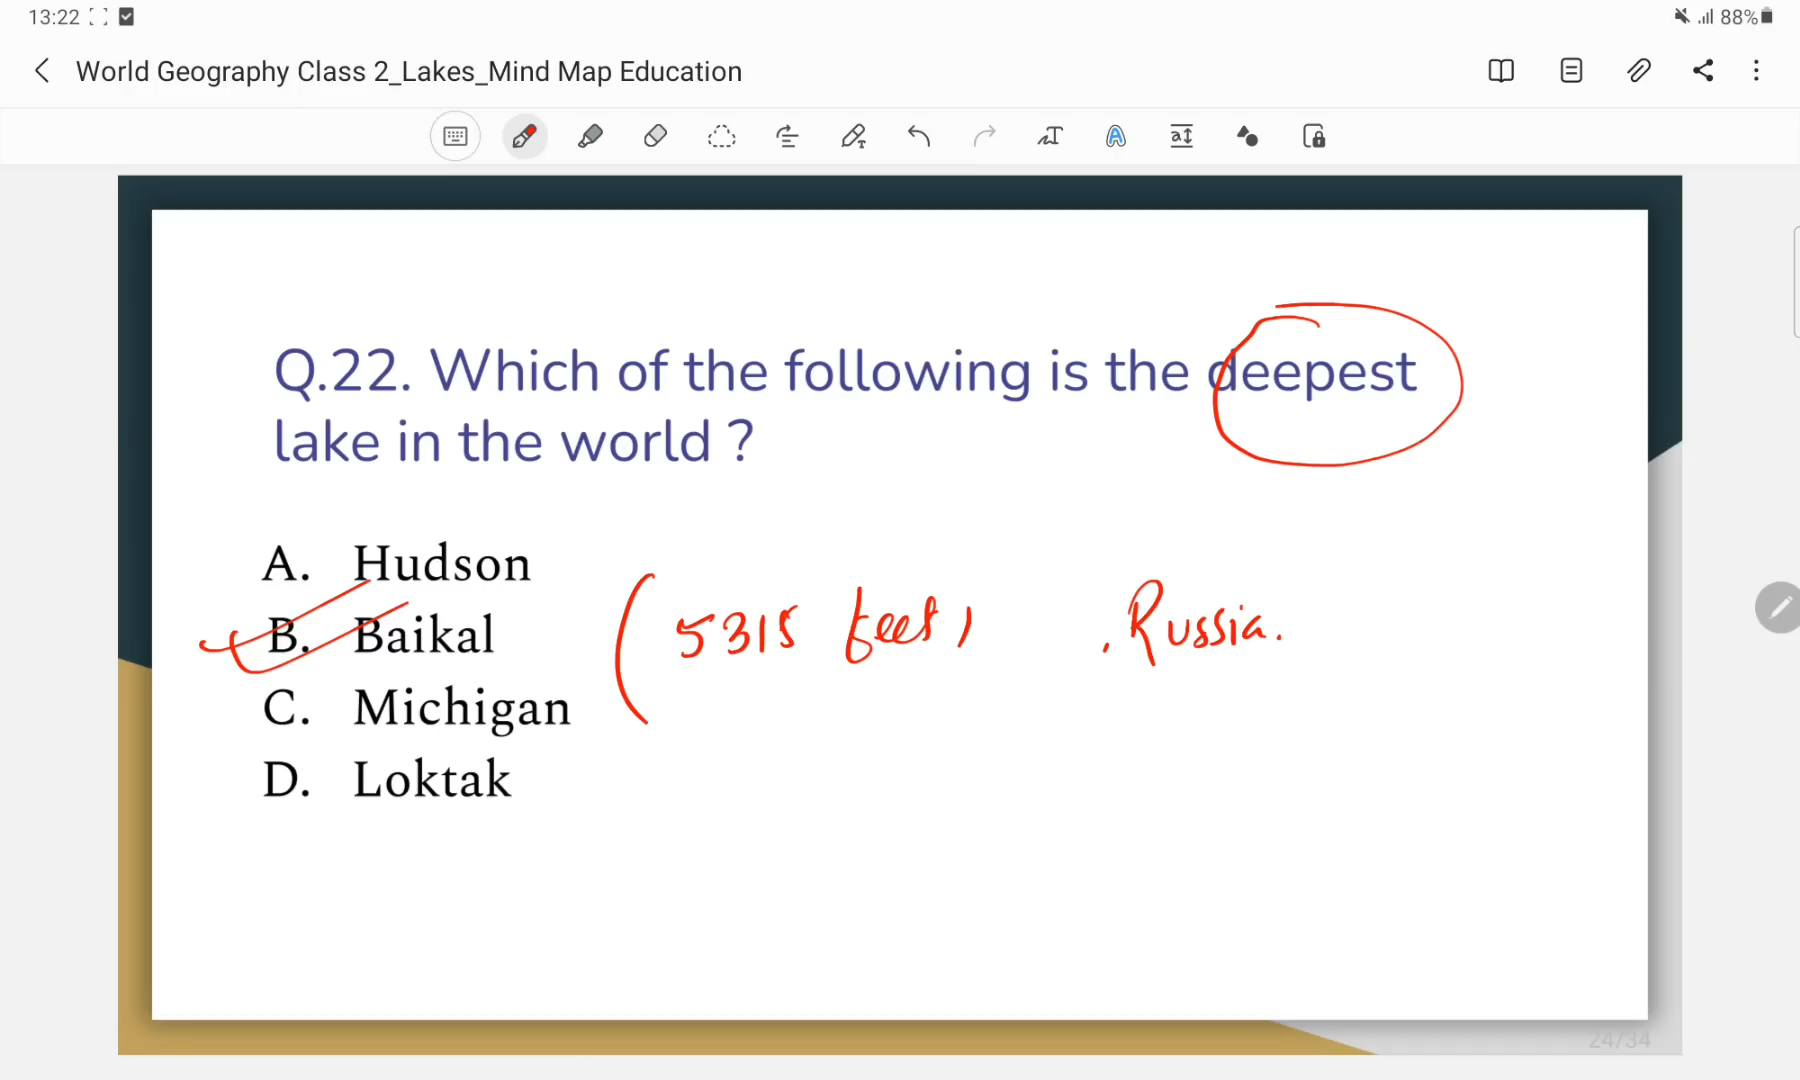 13:22
88%
World Geography Class 2_Lakes_Mind Map Education
Q.22. Which of the following is the deepest
lake in the world ?
A. Hudson
B. Baikal (5315 feet) . Russia.
C. Michigan
D. Loktak
24/34